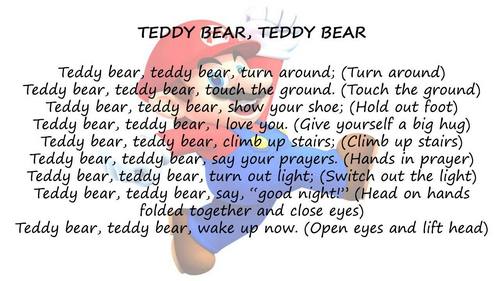 TEDDY BEAR, TEDDY BEAR
Teddy bear, teddy bear, turn around; (Turn around)
Teddy bear, teddy bear, touch the ground. (Touch the ground)
Teddy bear, teddy bear, show your shoe; (Hold out foot)
Teddy bear, teddy bear, I love you. (Give yourself a big hug)
Teddy bear, teddy bear, climb up stairs; (Climb up stairs)
Teddy bear, teddy bear, say your prayers. (Hands in prayer)
Teddy bear, teddy bear, turn out light; (Switch out the light)
Teddy bear, teddy bear, say, “good night!” (Head on hands
folded together and close eyes)
Teddy bear, teddy bear, wake up now. (Open eyes and lift head)